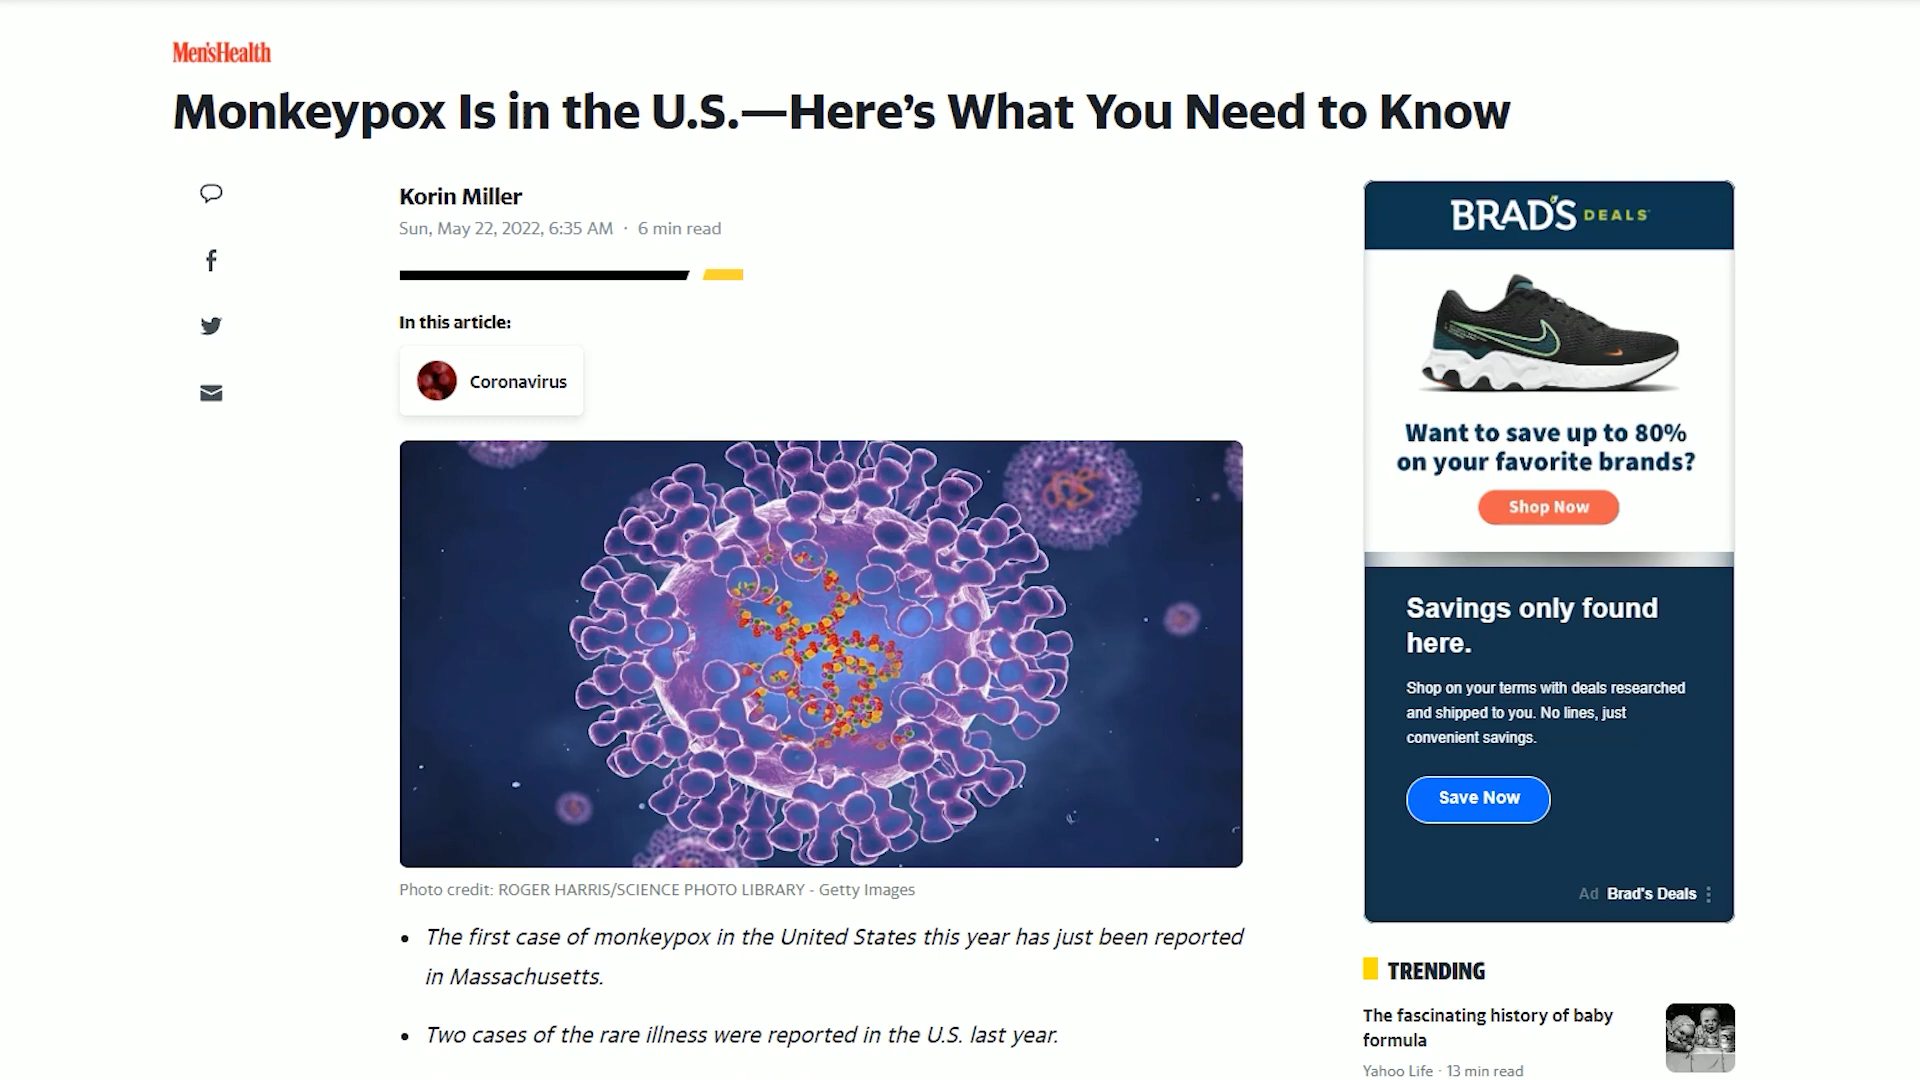 Men'sHealth
Monkeypox Is in the U.S.—Here's What You Need to Know
Korin Miller
Sun, May 22, 2022, 6:35 AM · 6 min read
In this article:
Coronavirus
Photo credit: ROGER HARRIS/SCIENCE PHOTO LIBRARY - Getty Images
• The first case of monkeypox in the United States this year has just been reported
in Massachusetts.
• Two cases of the rare illness were reported in the U.S. last year.
BRAD'S DEALS
Want to save up to 80%
on your favorite brands?
Shop Now
Savings only found
here.
Shop on your terms with deals researched
and shipped to you. No lines, just
convenient savings.
Save Now
Ad Brad's Deals
TRENDING
The fascinating history of baby
formula
Yahoo Life · 13 min read